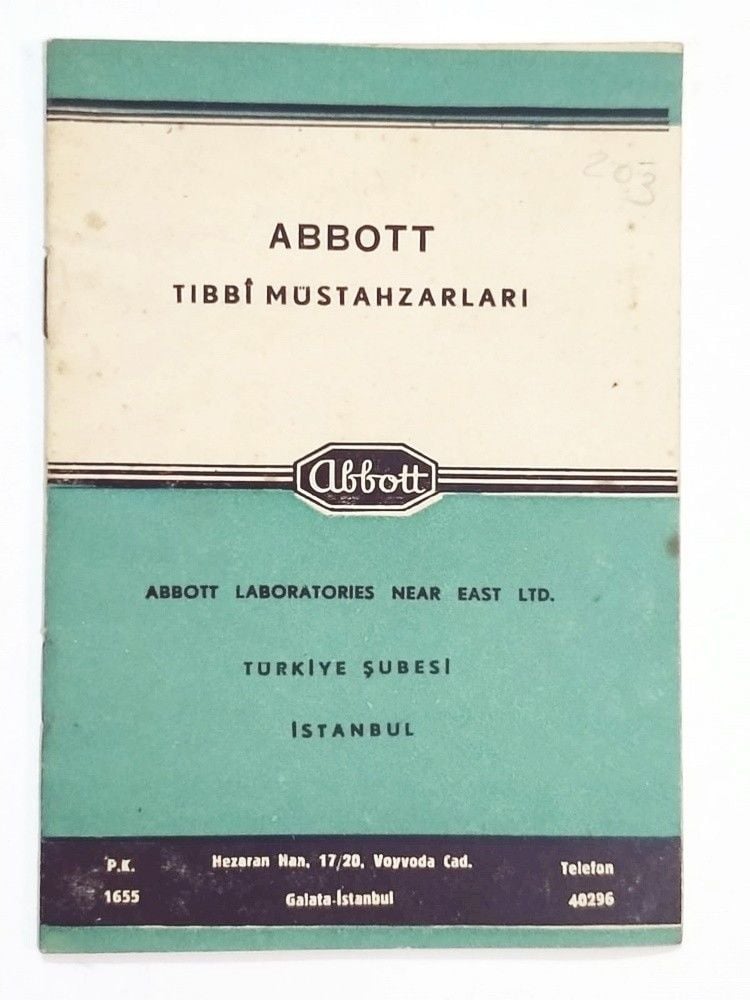 203
ABBOTT
TIBBÎ MÜSTAHZARLARI
abbott
ABBOTT LABORATORIES NEAR EAST LTD.
TÜRKİYE ŞUBESİ
İSTANBUL
P.K.
1655
Hezaran Han, 17/20, Voyvoda Cad.
Galata-İstanbul
Telefon
40296